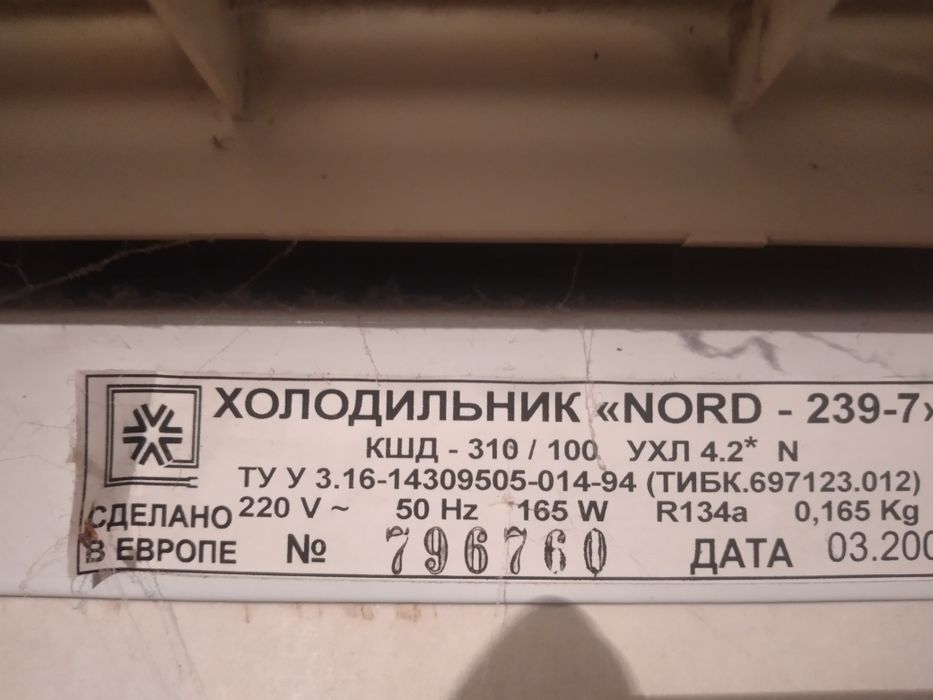 ХОЛОДИЛЬНИК «NORD - 239-7»
КШД - 310 / 100 УХЛ 4.2* N
ТУ У 3.16-14309505-014-94 (ТИБК.697123.012)
220 V ~ 50 Hz 165 W R134a 0,165 Kg
СДЕЛАНО В ЕВРОПЕ № 796760 ДАТА 03.200